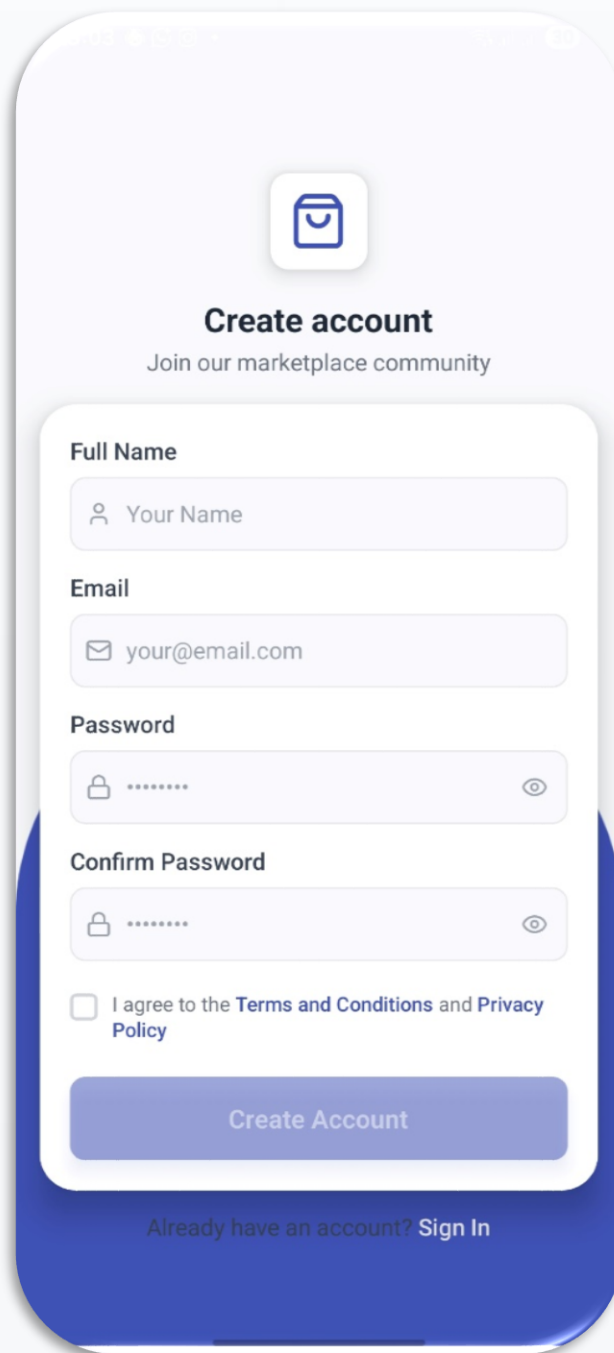 Create account
Join our marketplace community
Full Name
Your Name
Email
your@email.com
Password
••••••••
Confirm Password
••••••••
I agree to the Terms and Conditions and Privacy
Policy
Create Account
Already have an account? Sign In